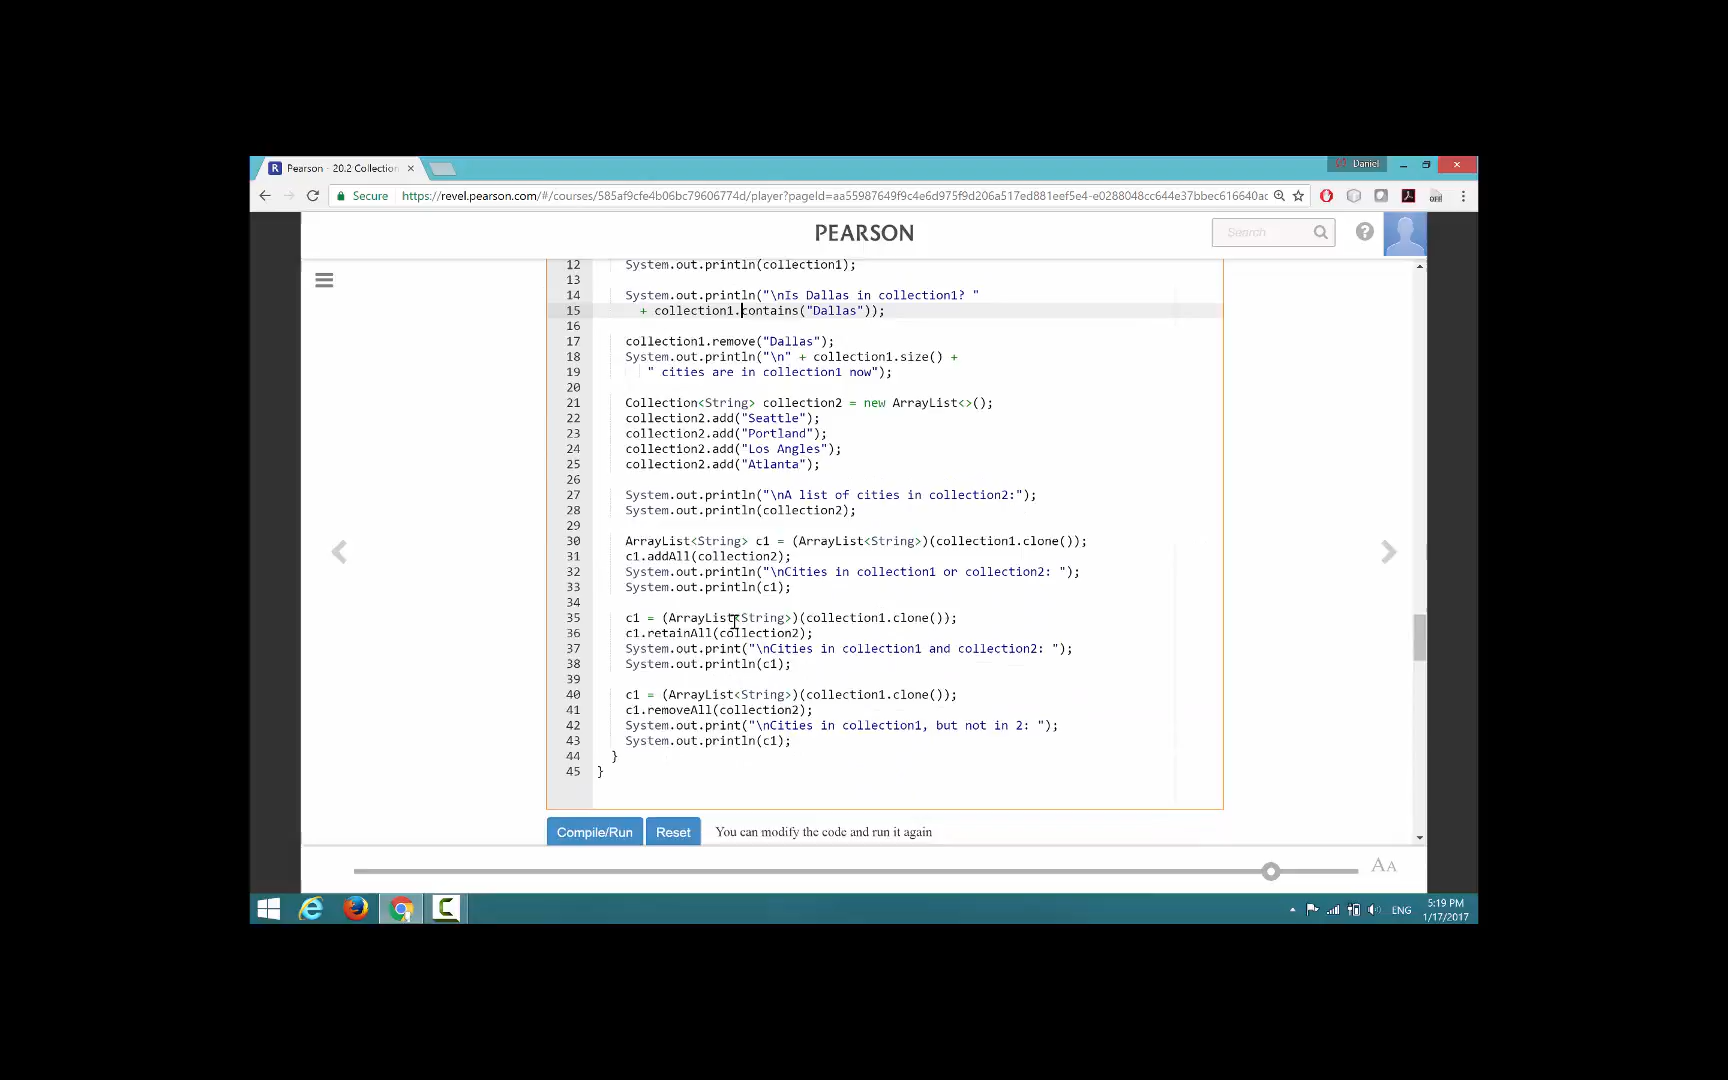 Pearson - 20.2 Collection
Daniel
Secure
https://revel.pearson.com/#/courses/585af9cfe4b06bc79606774d/player?pageId=aa55987649f9c4e6d975f9d206a517ed881eef5e4-e0288048cc644e37bbec616640ac
PEARSON
Search
12 System.out.println(collection1);
13
14 System.out.println("\nIs Dallas in collection1? "
15 + collection1.contains("Dallas"));
16
17 collection1.remove("Dallas");
18 System.out.println("\n" + collection1.size() +
19 " cities are in collection1 now");
20
21 Collection<String> collection2 = new ArrayList<>();
22 collection2.add("Seattle");
23 collection2.add("Portland");
24 collection2.add("Los Angles");
25 collection2.add("Atlanta");
26
27 System.out.println("\nA list of cities in collection2:");
28 System.out.println(collection2);
29
30 ArrayList<String> c1 = (ArrayList<String>)(collection1.clone());
31 c1.addAll(collection2);
32 System.out.println("\nCities in collection1 or collection2: ");
33 System.out.println(c1);
34
35 c1 = (ArrayList<String>)(collection1.clone());
36 c1.retainAll(collection2);
37 System.out.print("\nCities in collection1 and collection2: ");
38 System.out.println(c1);
39
40 c1 = (ArrayList<String>)(collection1.clone());
41 c1.removeAll(collection2);
42 System.out.print("\nCities in collection1, but not in 2: ");
43 System.out.println(c1);
44 }
45 }
Compile/Run
Reset
You can modify the code and run it again
AA
ENG
5:19 PM
1/17/2017